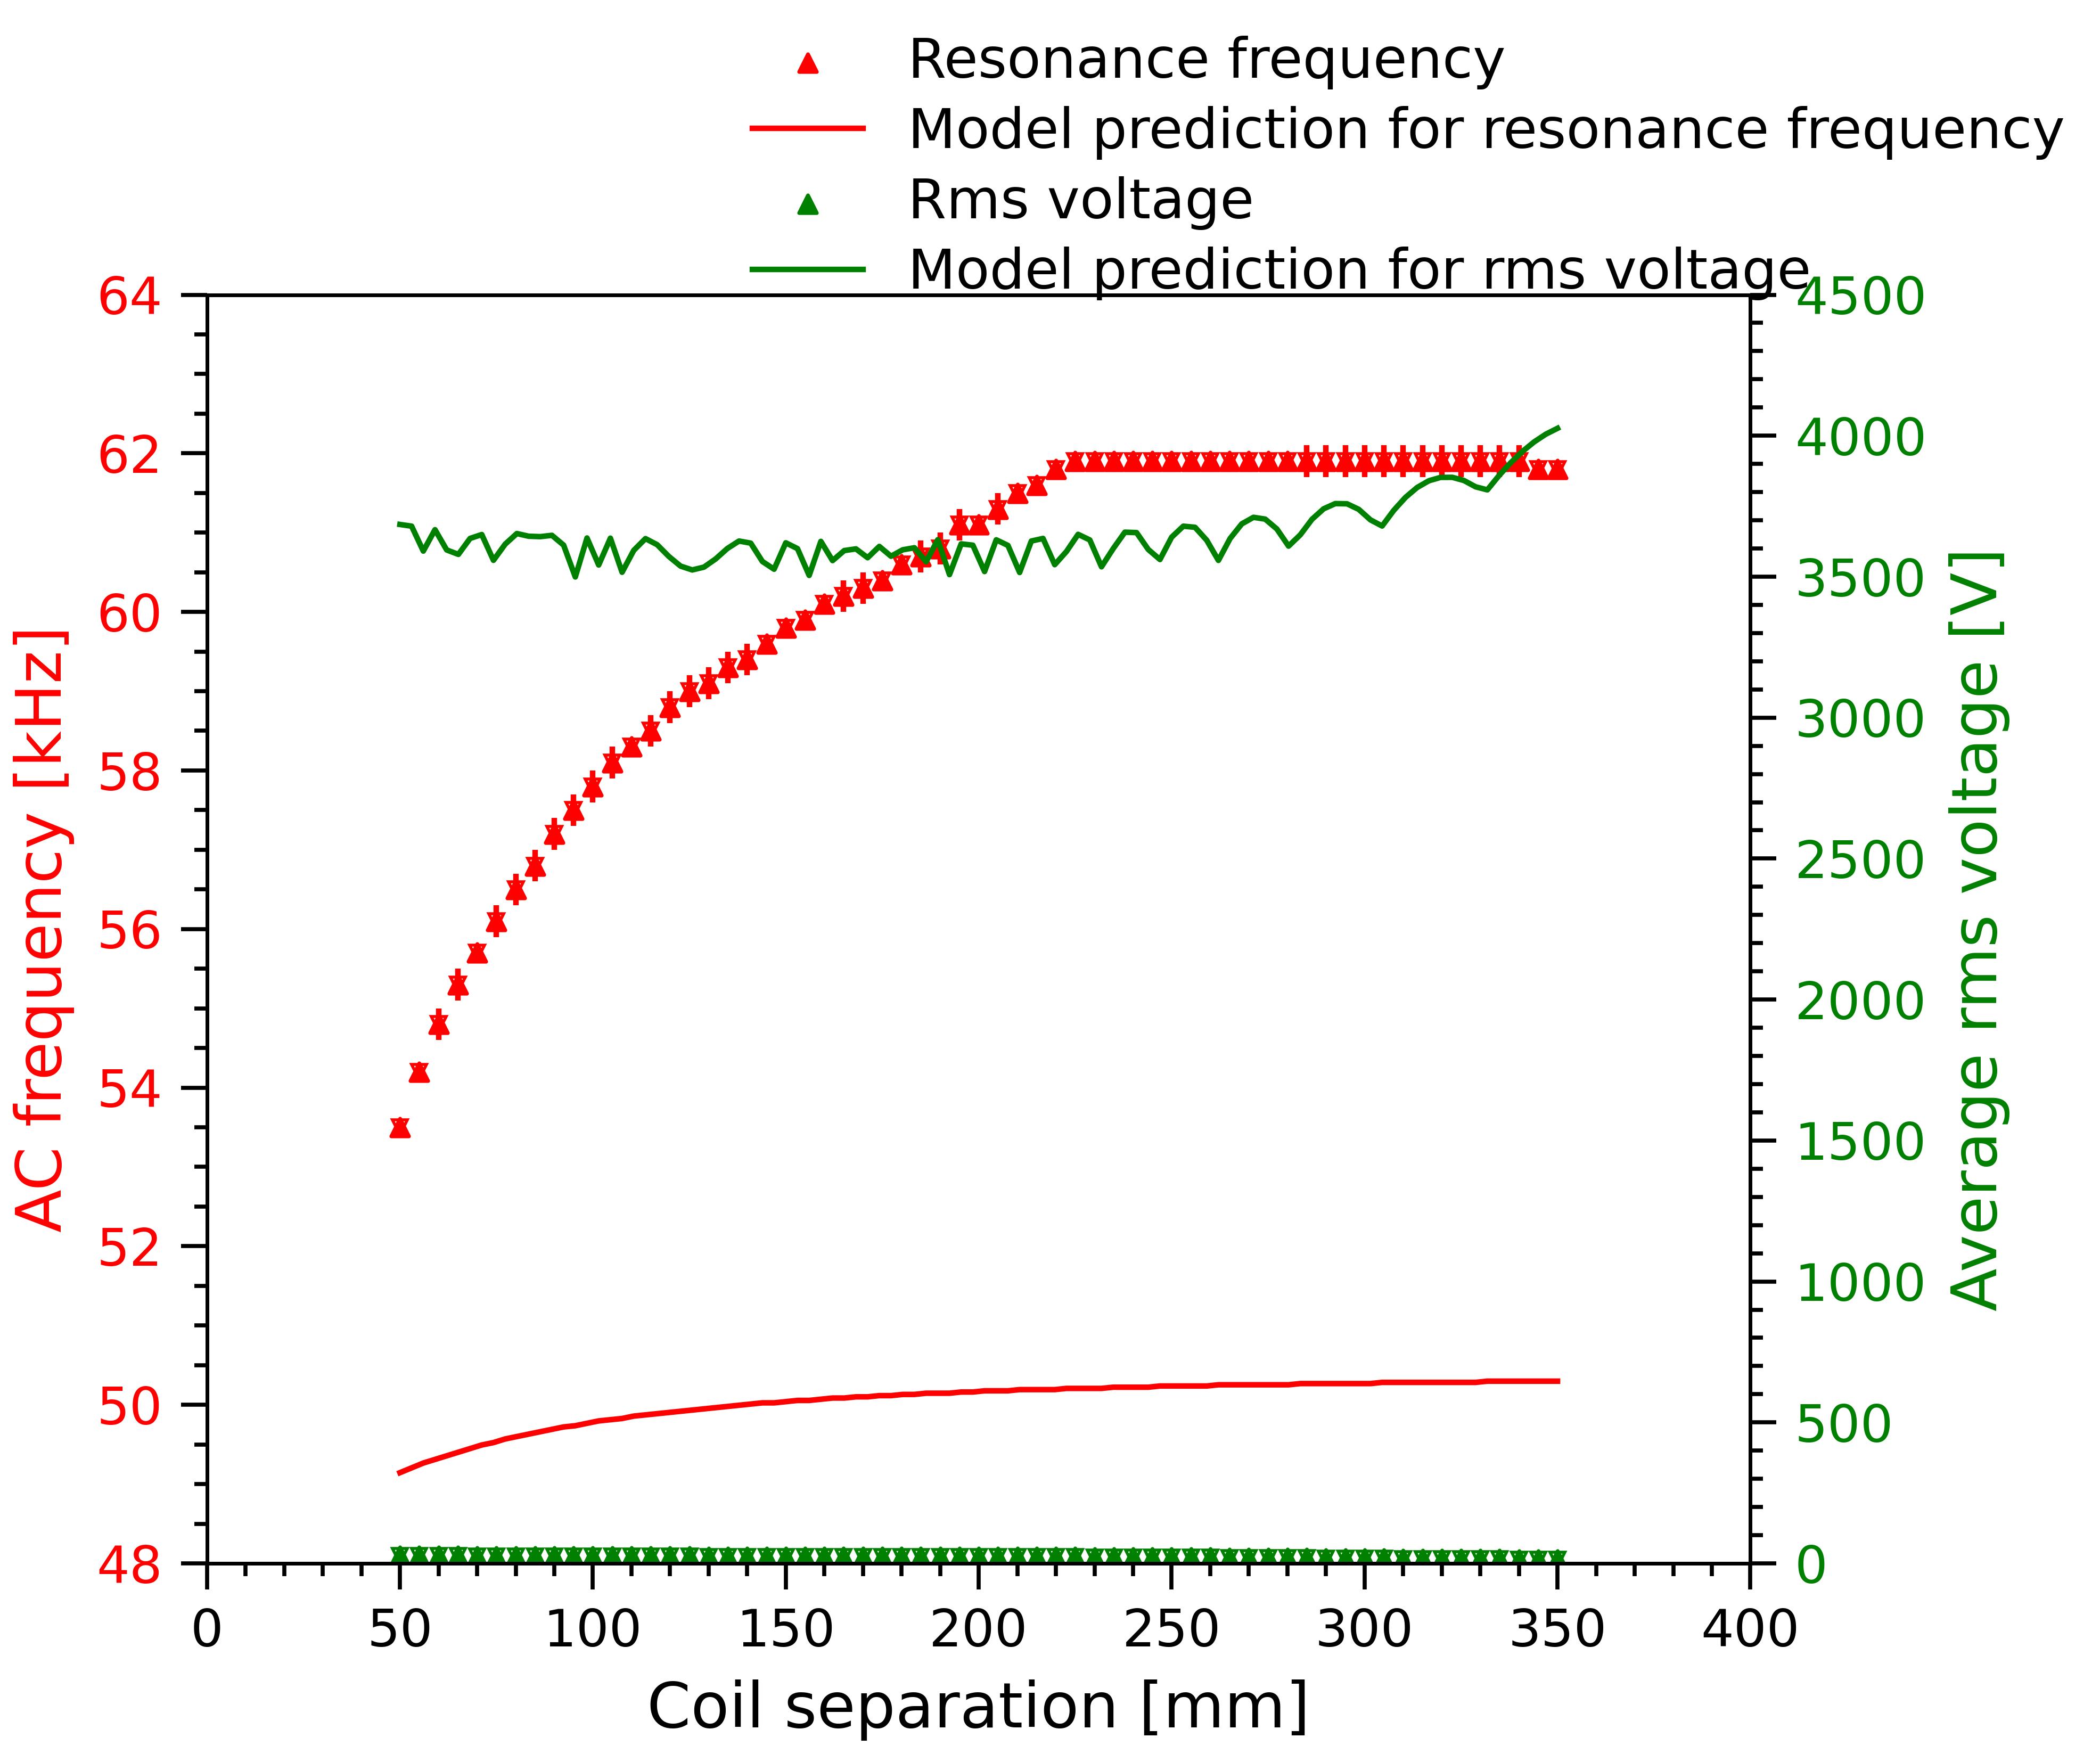 Resonance frequency
Model prediction for resonance frequency
Rms voltage
Model prediction for rms voltage
64
62
60
58
56
54
52
50
48
AC frequency [kHz]
4500
4000
3500
3000
2500
2000
1500
1000
500
0
Average rms voltage [V]
0 50 100 150 200 250 300 350 400
Coil separation [mm]